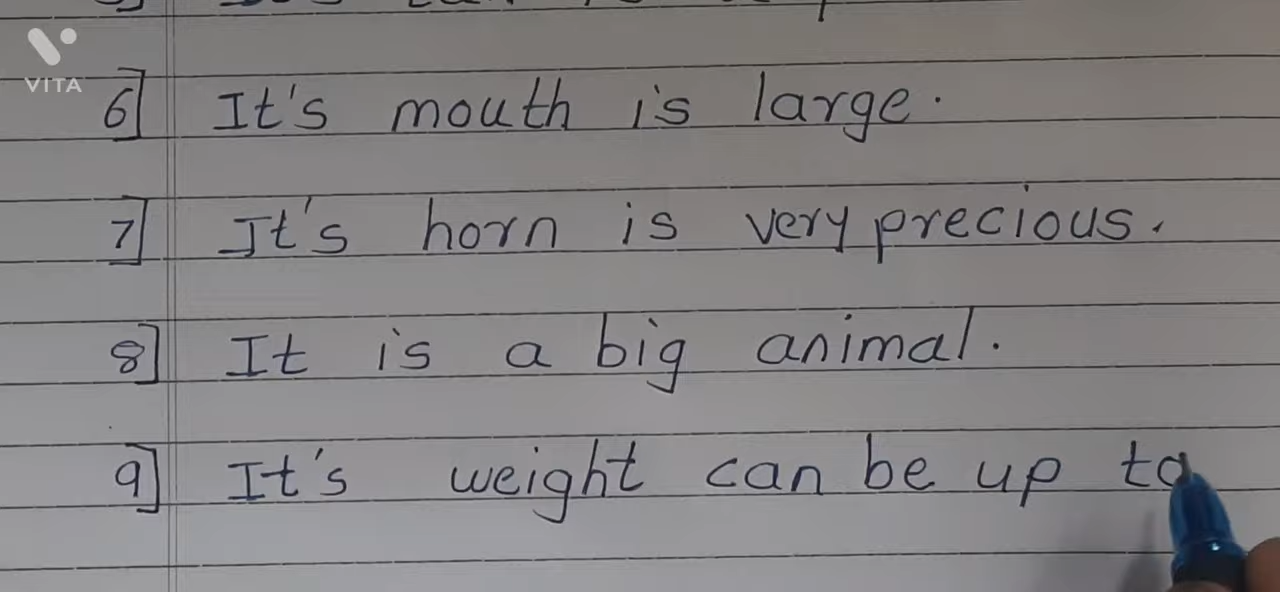 VITA
6] It's mouth is large.
7] It's horn is very precious.
8] It is a big animal.
9] It's weight can be up to